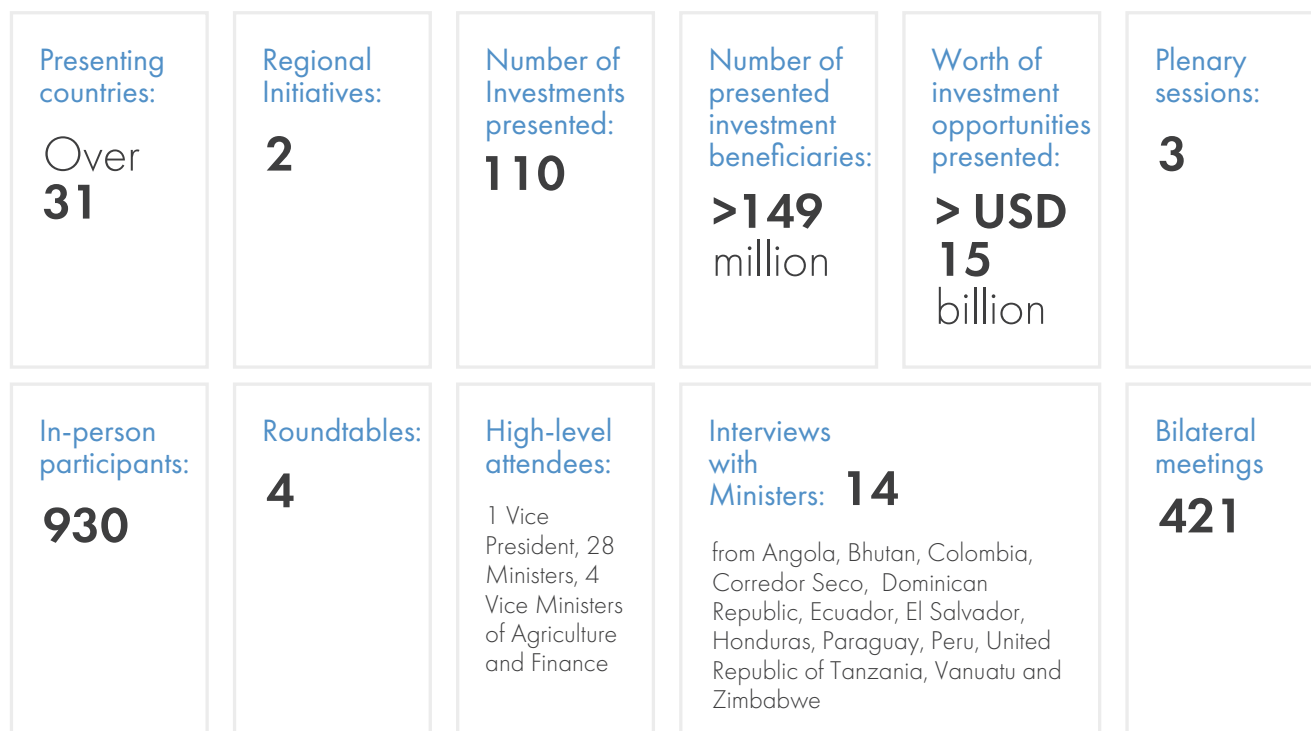 Presenting
countries:
Over
31
Regional
Initiatives:
2
Number of
Investments
presented:
110
Number of
presented
investment
beneficiaries:
>149
million
Worth of
investment
opportunities
presented:
> USD
15
billion
Plenary
sessions:
3
In-person
participants:
930
Roundtables:
4
High-level
attendees:
1 Vice
President, 28
Ministers, 4
Vice Ministers
of Agriculture
and Finance
Interviews
with
Ministers: 14
from Angola, Bhutan, Colombia,
Corredor Seco, Dominican
Republic, Ecuador, El Salvador,
Honduras, Paraguay, Peru, United
Republic of Tanzania, Vanuatu and
Zimbabwe
Bilateral
meetings
421